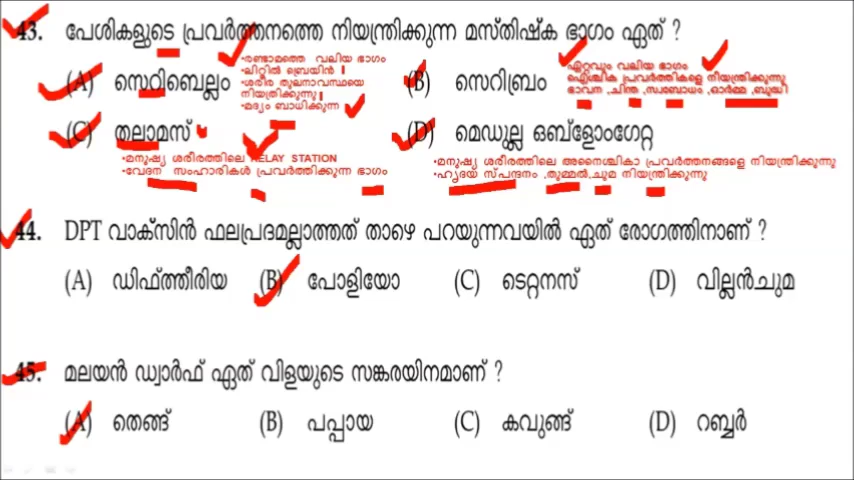 43. പേശികളുടെ പ്രവർത്തനത്തെ നിയന്ത്രിക്കുന്ന മസ്തിഷ്ക ഭാഗം ഏത് ?
(A) സെറിബെല്ലം
•രണ്ടാമത്തെ വലിയ ഭാഗം
•ലിറ്റിൽ ബ്രെയിൻ
•ശരീര തുലനാവസ്ഥയെ
നിയത്രിക്കുന്നു
•മദ്യം ബാധിക്കുന്ന
(B) സെറിബ്രം
ഏറ്റവും വലിയ ഭാഗം
ഐശ്ചിക പ്രവർത്തികളെ നിയന്ത്രിക്കുന്നു
ഭാവന ,ചിന്ത ,സ്വബോധം ,ഓർമ്മ ,ബുദ്ധി
(C) തലാമസ്
(D) മെഡുല്ല ഒബ്ളോംഗേറ്റ
•മനുഷ്യ ശരീരത്തിലെ RELAY STATION
•വേദന സംഹാരികൾ പ്രവർത്തിക്കുന്ന ഭാഗം
•മനുഷ്യ ശരീരത്തിലെ അനൈശ്ചികാ പ്രവർത്തനങ്ങളെ നിയന്ത്രിക്കുന്നു
•ഹൃദയ സ്പന്ദനം ,തുമ്മൽ,ചുമ നിയന്ത്രിക്കുന്നു
44. DPT വാക്സിൻ ഫലപ്രദമല്ലാത്തത് താഴെ പറയുന്നവയിൽ ഏത് രോഗത്തിനാണ് ?
(A) ഡിഫ്ത്തീരിയ (B) പോളിയോ (C) ടെറ്റനസ് (D) വില്ലൻചുമ
45. മലയൻ ഡ്വാർഫ് ഏത് വിളയുടെ സങ്കരയിനമാണ് ?
(A) തെങ്ങ് (B) പപ്പായ (C) കവുങ്ങ് (D) റബ്ബർ